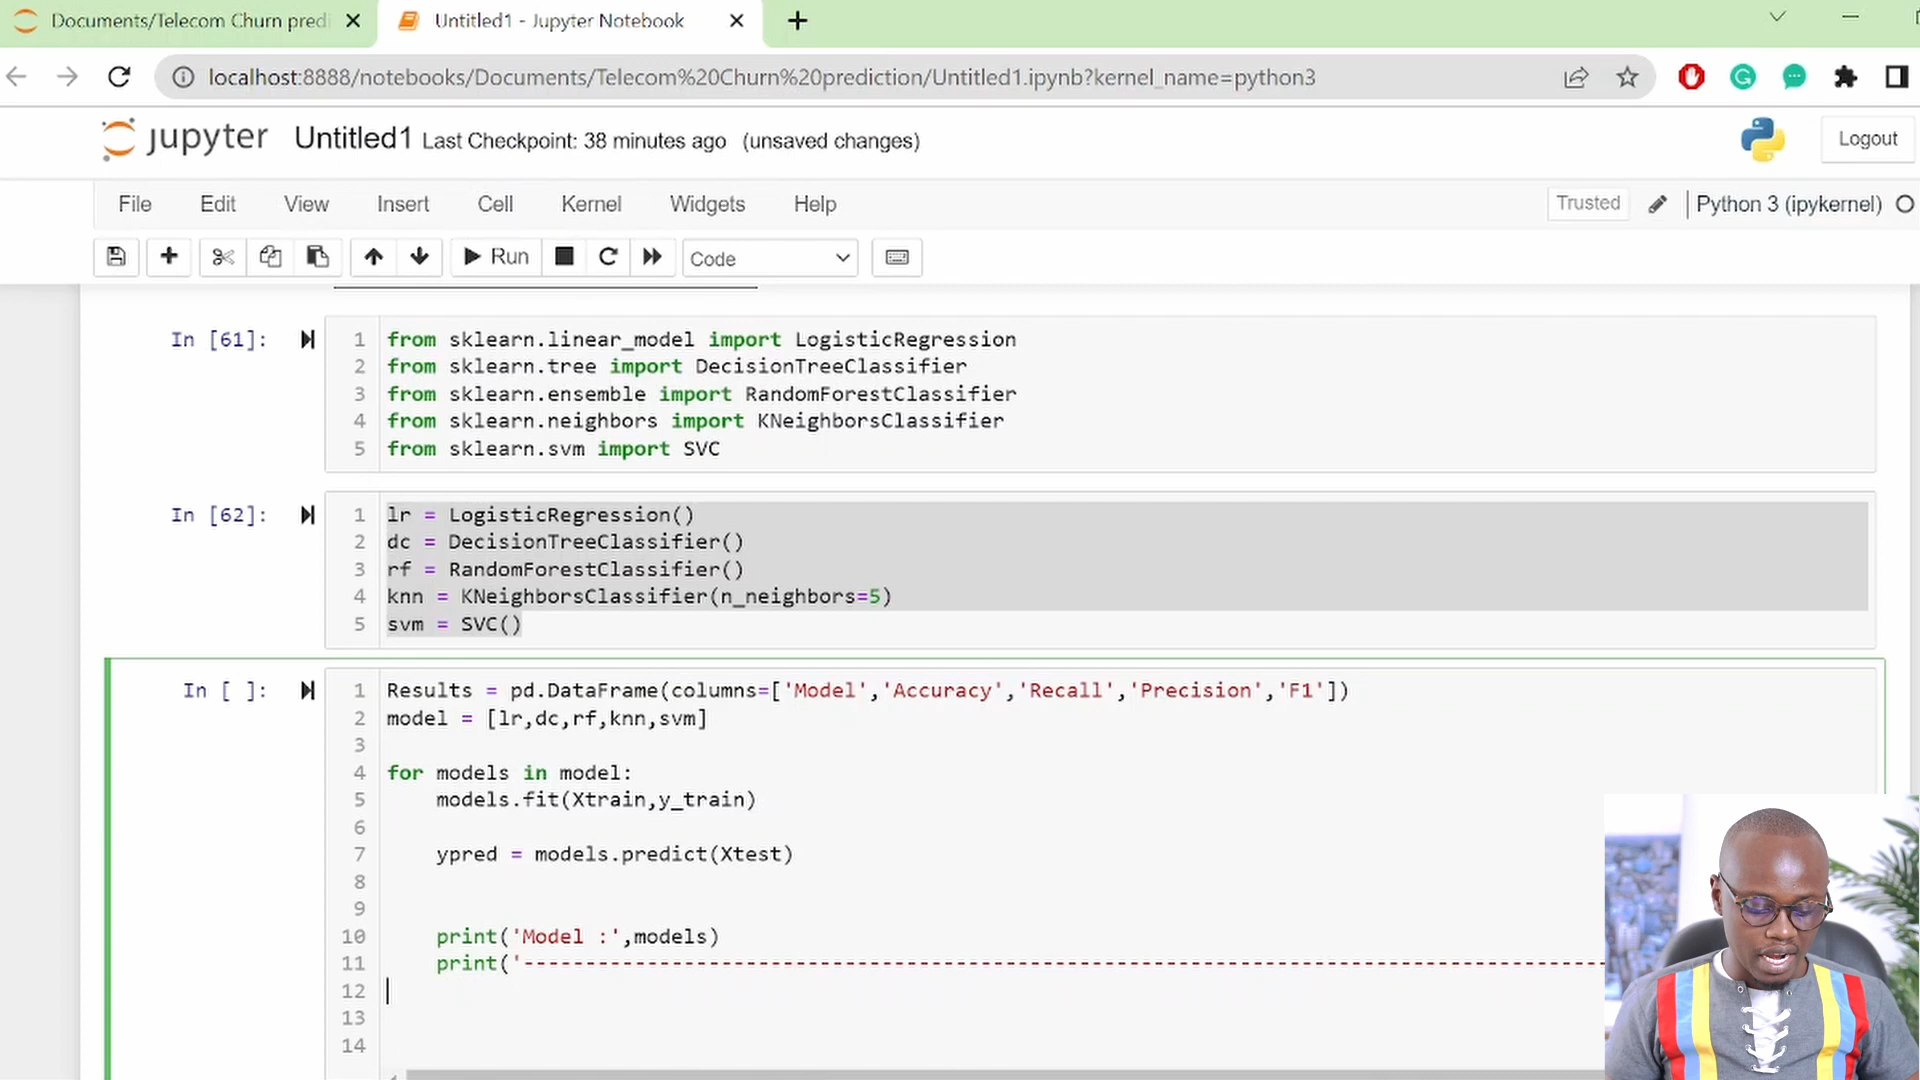 Documents/Telecom Churn predi
Untitled1 - Jupyter Notebook
localhost:8888/notebooks/Documents/Telecom%20Churn%20prediction/Untitled1.ipynb?kernel_name=python3
jupyter Untitled1 Last Checkpoint: 38 minutes ago (unsaved changes)
Logout
File Edit View Insert Cell Kernel Widgets Help
Trusted
Python 3 (ipykernel)
Run
Code
In [61]:
1 from sklearn.linear_model import LogisticRegression
2 from sklearn.tree import DecisionTreeClassifier
3 from sklearn.ensemble import RandomForestClassifier
4 from sklearn.neighbors import KNeighborsClassifier
5 from sklearn.svm import SVC
In [62]:
1 lr = LogisticRegression()
2 dc = DecisionTreeClassifier()
3 rf = RandomForestClassifier()
4 knn = KNeighborsClassifier(n_neighbors=5)
5 svm = SVC()
In [ ]:
1 Results = pd.DataFrame(columns=['Model','Accuracy','Recall','Precision','F1'])
2 model = [lr,dc,rf,knn,svm]
3
4 for models in model:
5 models.fit(Xtrain,y_train)
6
7 ypred = models.predict(Xtest)
8
9
10 print('Model :',models)
11 print('----------------------------------------------------------------------------------------
12
13
14